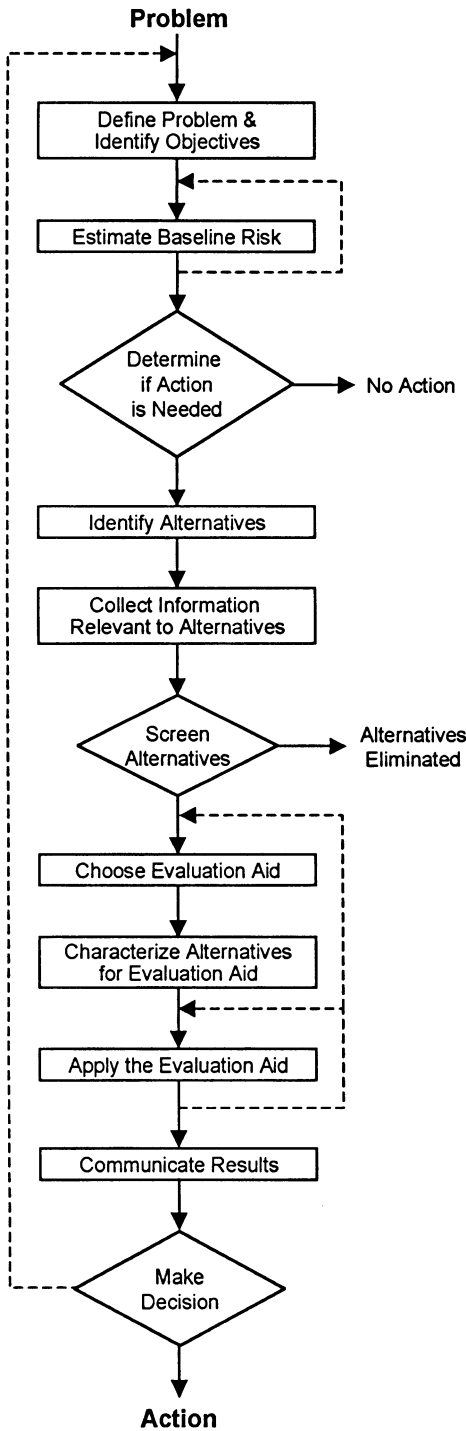 Problem
Define Problem &
Identify Objectives
Estimate Baseline Risk
Determine
if Action
is Needed
No Action
Identify Alternatives
Collect Information
Relevant to Alternatives
Screen
Alternatives
Alternatives
Eliminated
Choose Evaluation Aid
Characterize Alternatives
for Evaluation Aid
Apply the Evaluation Aid
Communicate Results
Make
Decision
Action